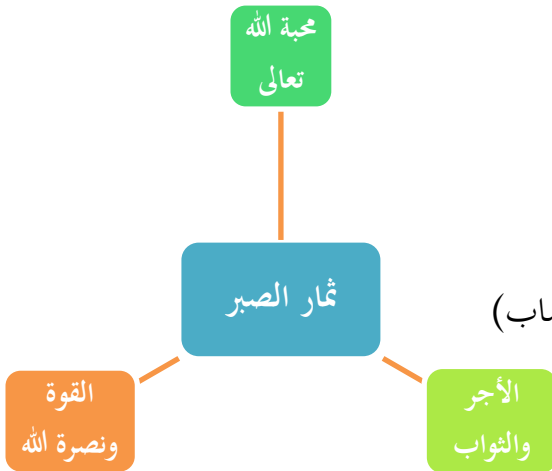 محبة الله
تعالى
ثمار الصبر
الأجر
والثواب
القوة
ونصرة الله